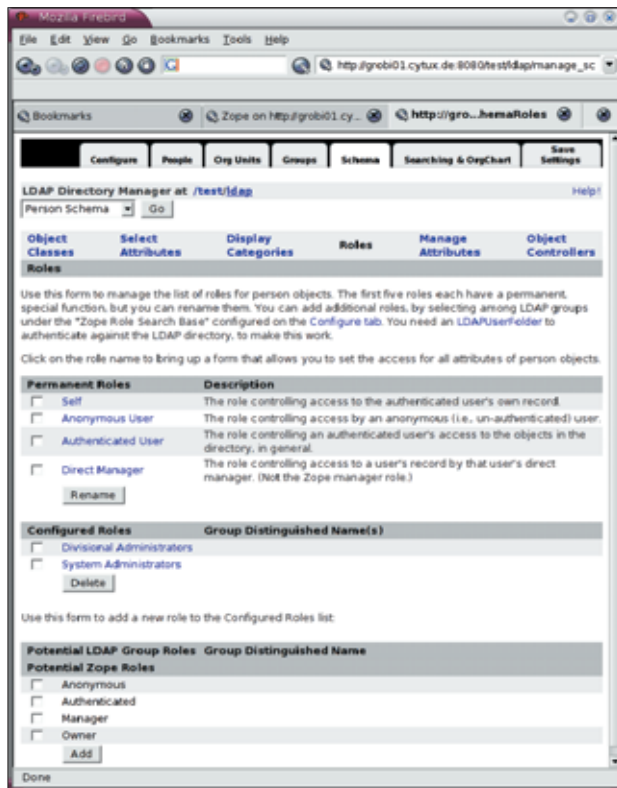 Mozilla Firebird
File Edit View Go Bookmarks Tools Help
http://grobi01.cytux.de:8080/test/ldap/manage_sc
Bookmarks Zope on http://grobi01.cy... http://gro...hemaRoles
Configure People Org Units Groups Schema Searching & OrgChart Save Settings
LDAP Directory Manager at /test/ldap Help!
Person Schema Go
Object Classes Select Attributes Display Categories Roles Manage Attributes Object Controllers
Roles
Use this form to manage the list of roles for person objects. The first five roles each have a permanent,
special function, but you can rename them. You can add additional roles, by selecting among LDAP groups
under the "Zope Role Search Base" configured on the Configure tab. You need an LDAPUserFolder to
authenticate against the LDAP directory, to make this work.
Click on the role name to bring up a form that allows you to set the access for all attributes of person objects.
Permanent Roles Description
Self The role controlling access to the authenticated user's own record.
Anonymous User The role controlling access by an anonymous (i.e., un-authenticated) user.
Authenticated User The role controlling an authenticated user's access to the objects in the
directory, in general.
Direct Manager The role controlling access to a user's record by that user's direct
manager. (Not the Zope manager role.)
Rename
Configured Roles Group Distinguished Name(s)
Divisional Administrators
System Administrators
Delete
Use this form to add a new role to the Configured Roles list:
Potential LDAP Group Roles Group Distinguished Name
Potential Zope Roles
Anonymous
Authenticated
Manager
Owner
Add
Done